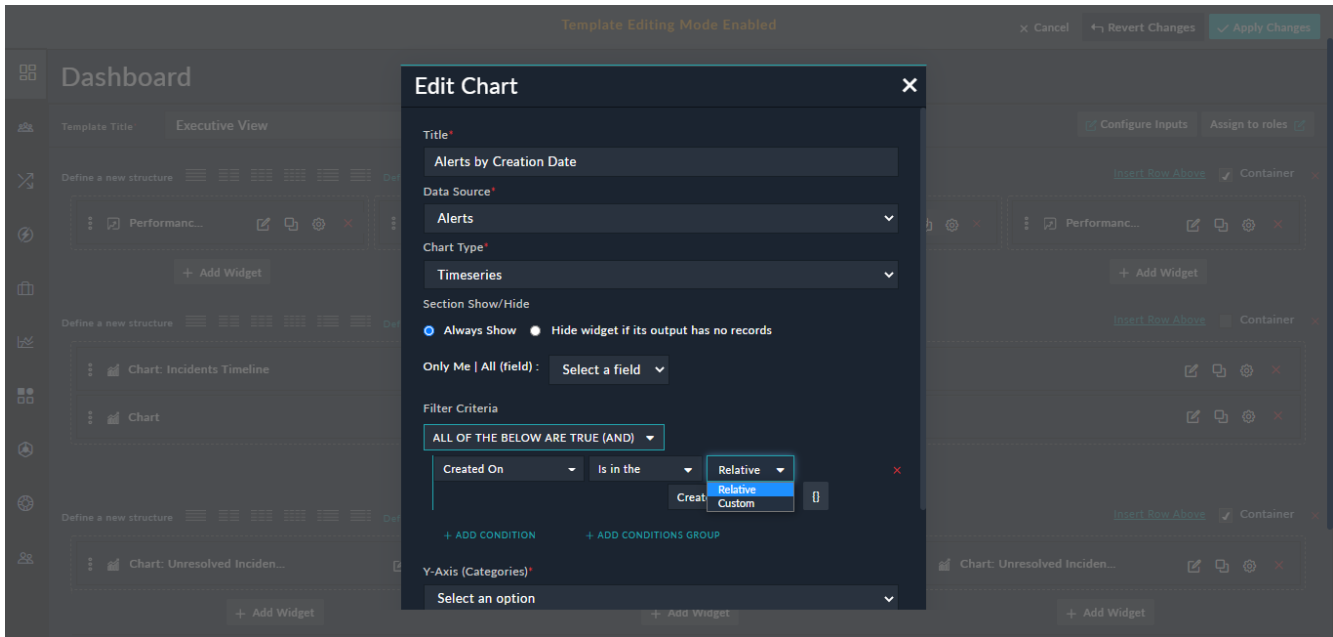 Template Editing Mode Enabled
Cancel
Revert Changes
Apply Changes
Dashboard
Template Title
Executive View
Configure Inputs
Assign to roles
Define a new structure
Insert Row Above
Container
Performanc...
Performanc...
+ Add Widget
+ Add Widget
Define a new structure
Insert Row Above
Container
Chart: Incidents Timeline
Chart
Define a new structure
Insert Row Above
Container
Chart: Unresolved Inciden...
Chart: Unresolved Inciden...
+ Add Widget
+ Add Widget
+ Add Widget
Edit Chart
Title*
Alerts by Creation Date
Data Source*
Alerts
Chart Type*
Timeseries
Section Show/Hide
Always Show
Hide widget if its output has no records
Only Me | All (field) :
Select a field
Filter Criteria
ALL OF THE BELOW ARE TRUE (AND)
Created On
Is in the
Relative
Relative
Custom
{}
+ ADD CONDITION
+ ADD CONDITIONS GROUP
Y-Axis (Categories)*
Select an option